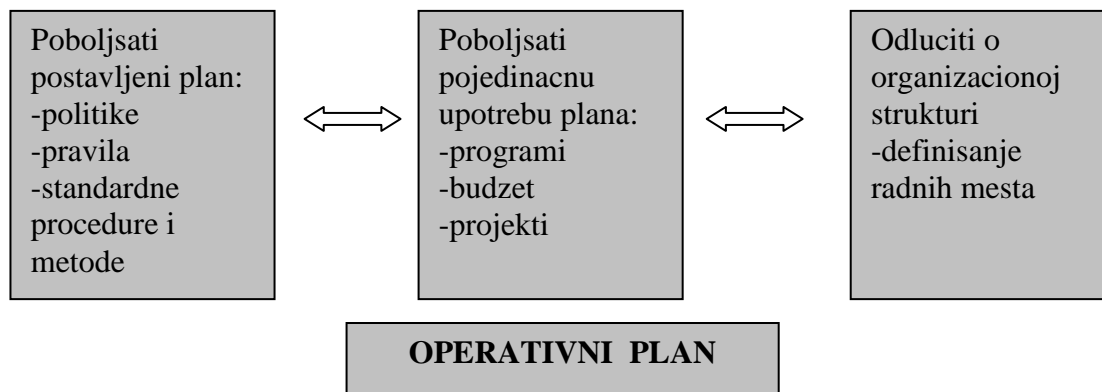 Poboljsati
postavljeni plan:
-politike
-pravila
-standardne
procedure i
metode
Poboljsati
pojedinacnu
upotrebu plana:
-programi
-budzet
-projekti
Odluciti o
organizacionoj
strukturi
-definisanje
radnih mesta
OPERATIVNI PLAN